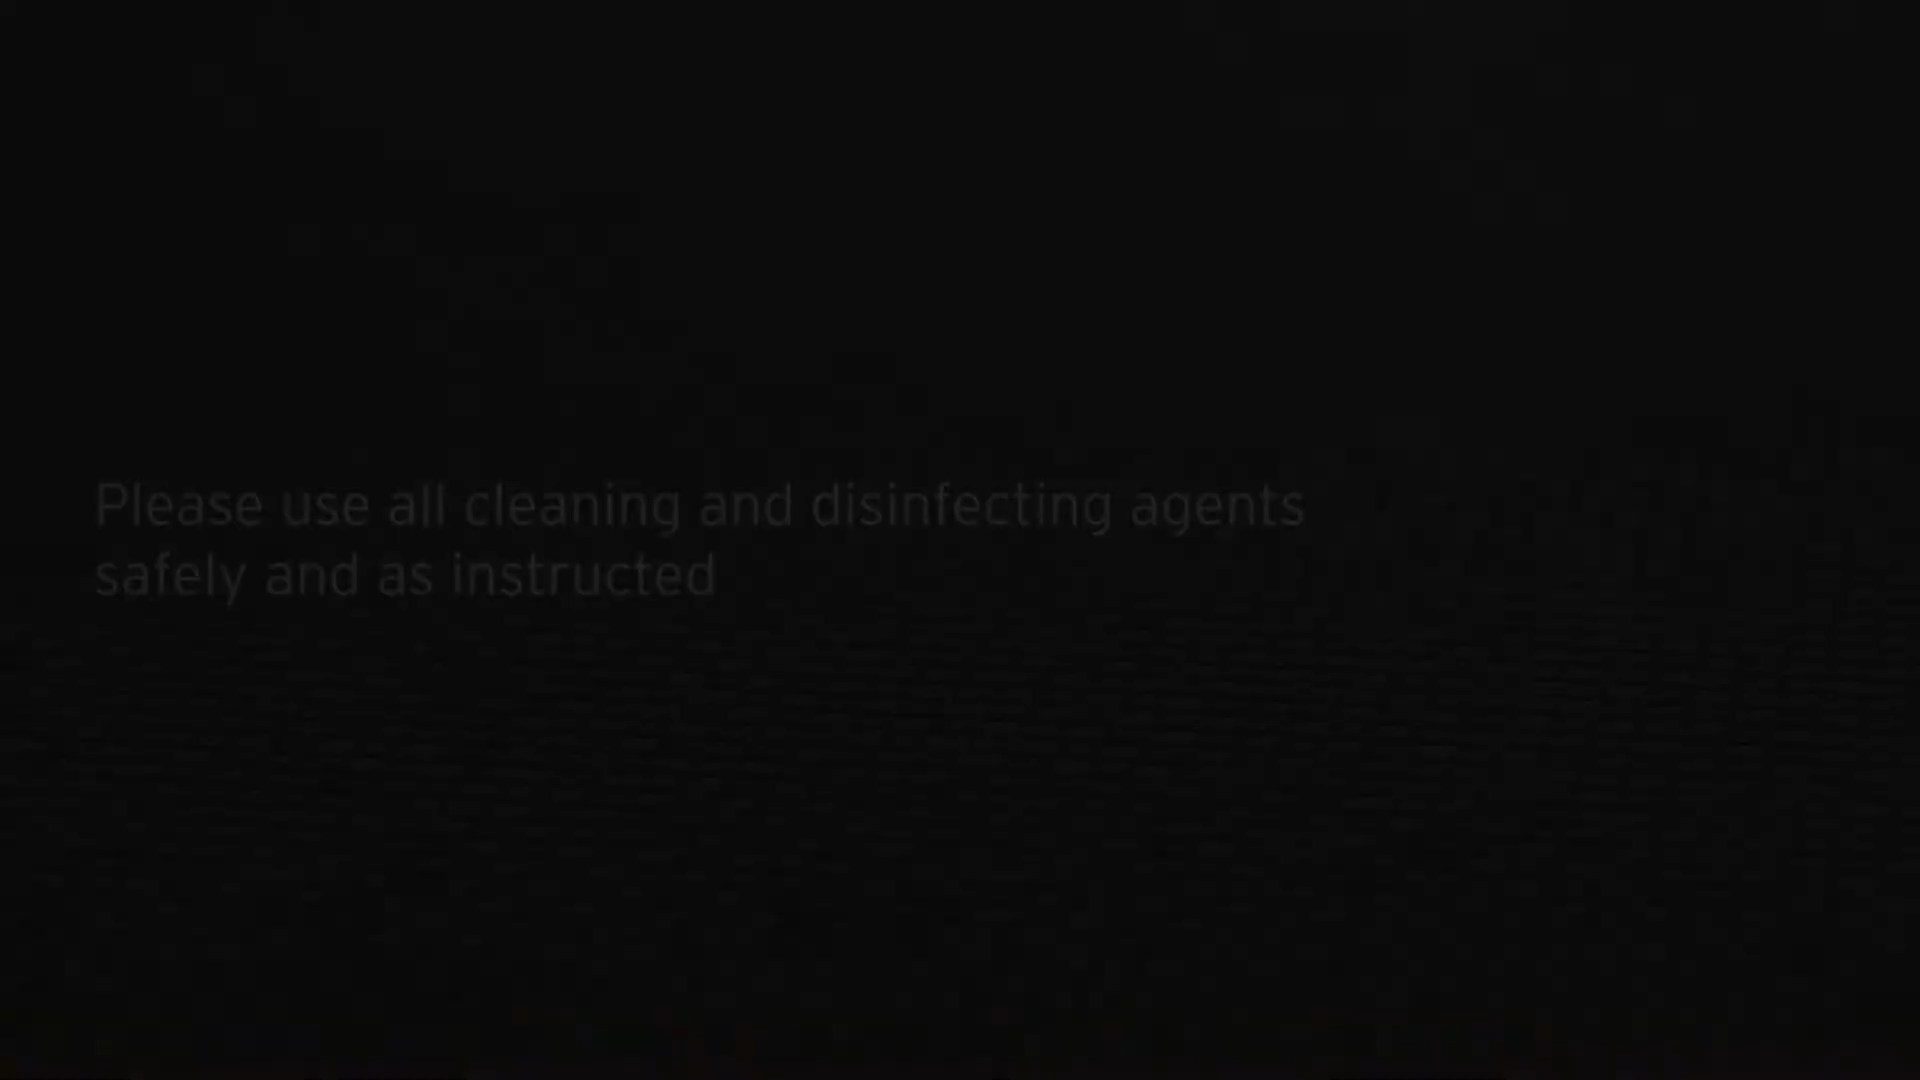 Please use all cleaning and disinfecting agents
safely and as instructed